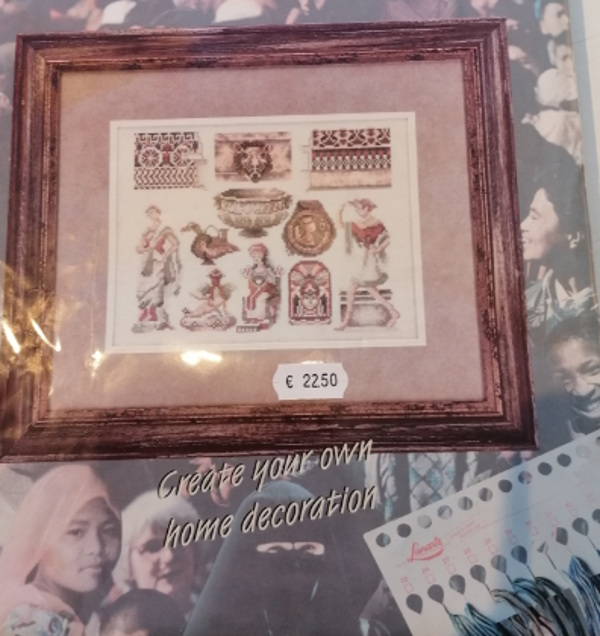 € 22.50
Create your own
home decoration
Lanarte